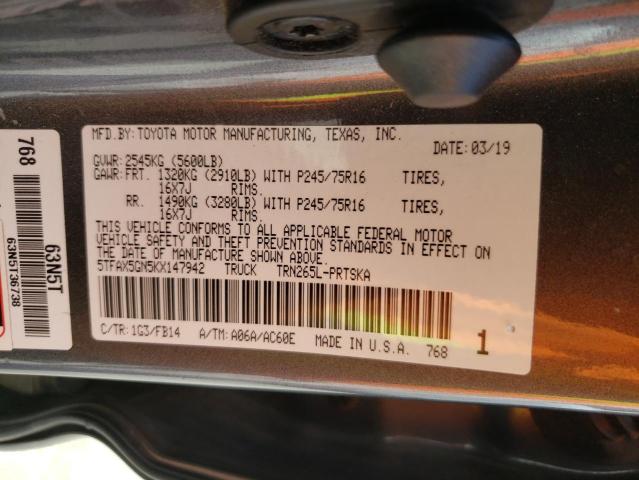 MFD.BY:TOYOTA MOTOR MANUFACTURING, TEXAS, INC.
DATE: 03/19
GVWR: 2545KG (5600LB)
GAWR: FRT. 1320KG (2910LB) WITH P245/75R16 TIRES,
16X7J RIMS.
RR. 1490KG (3280LB) WITH P245/75R16 TIRES,
16X7J RIMS.
THIS VEHICLE CONFORMS TO ALL APPLICABLE FEDERAL MOTOR
VEHICLE SAFETY AND THEFT PREVENTION STANDARDS IN EFFECT ON
THE DATE OF MANUFACTURE SHOWN ABOVE.
5TFAX5GN5KX147942 TRUCK TRN265L-PRTSKA
C/TR: 1G3/FB14 A/TM: A06A/AC60E MADE IN U.S.A. 768 1
768
63N5T
63N5T36738